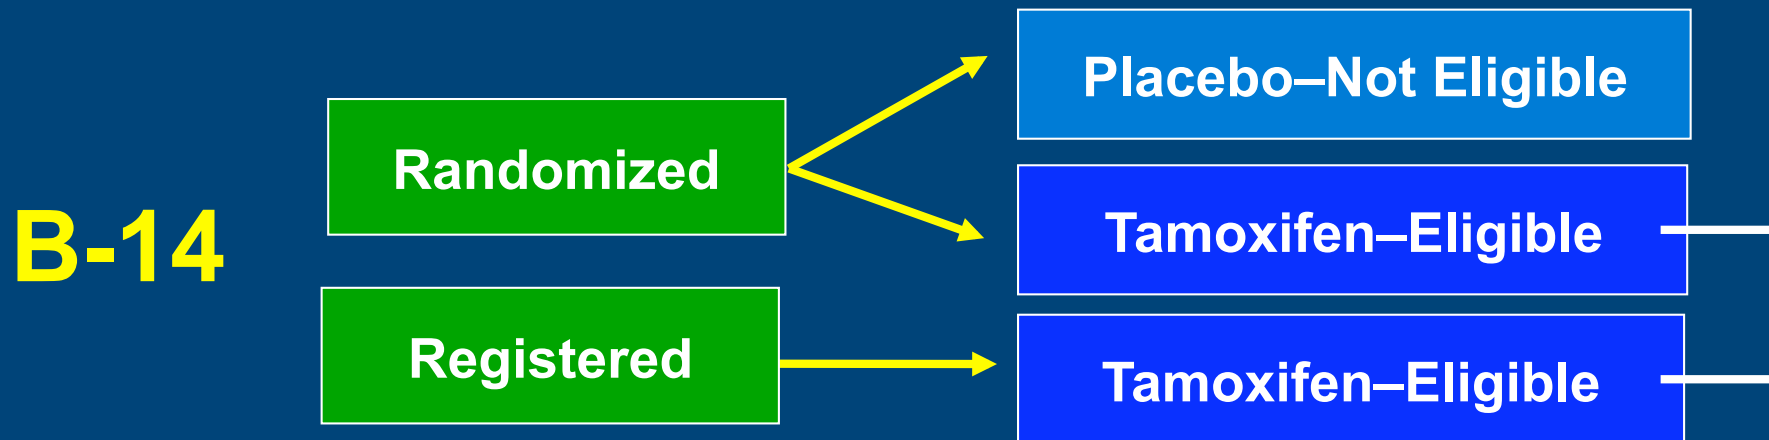 B-14
Randomized
Registered
Placebo–Not Eligible
Tamoxifen–Eligible
Tamoxifen–Eligible